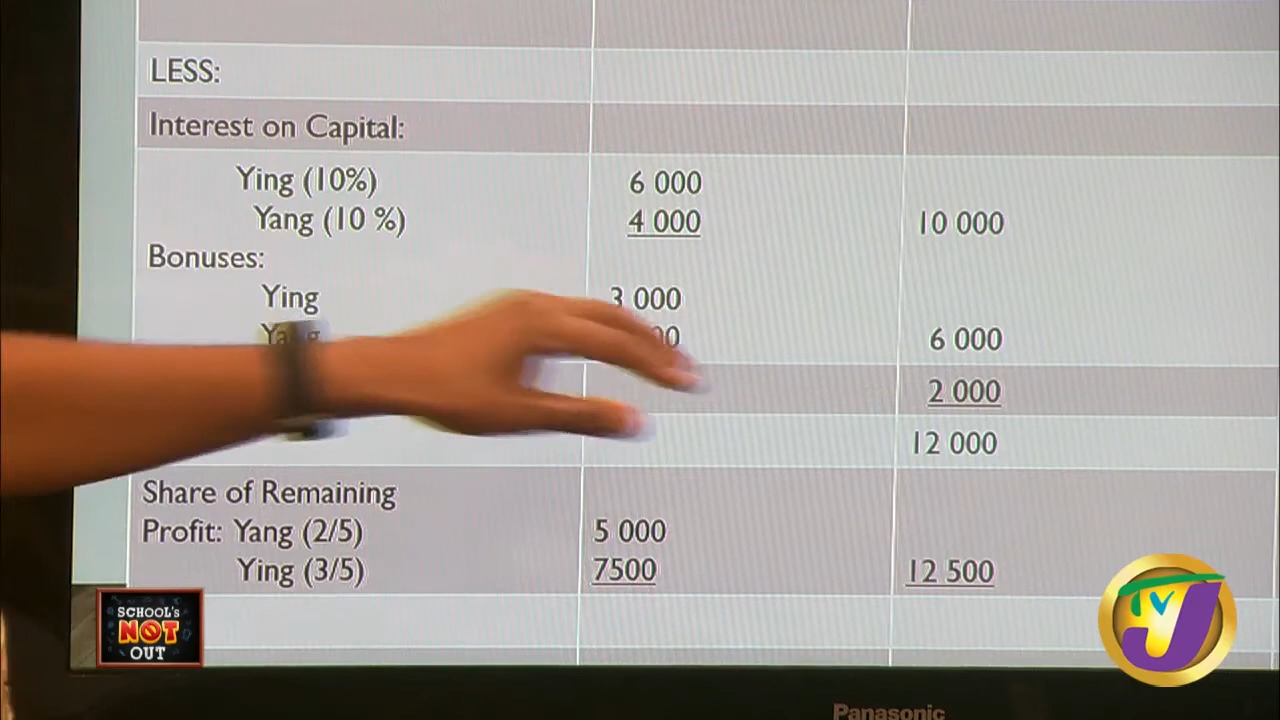 LESS:
Interest on Capital:
Ying (10%) 6 000
Yang (10 %) 4 000 10 000
Bonuses:
Ying 3 000
Yang 6 000
2 000
12 000
Share of Remaining
Profit: Yang (2/5) 5 000
Ying (3/5) 7500 12 500
SCHOOL's
NOT
OUT
TVJ
Panasonic